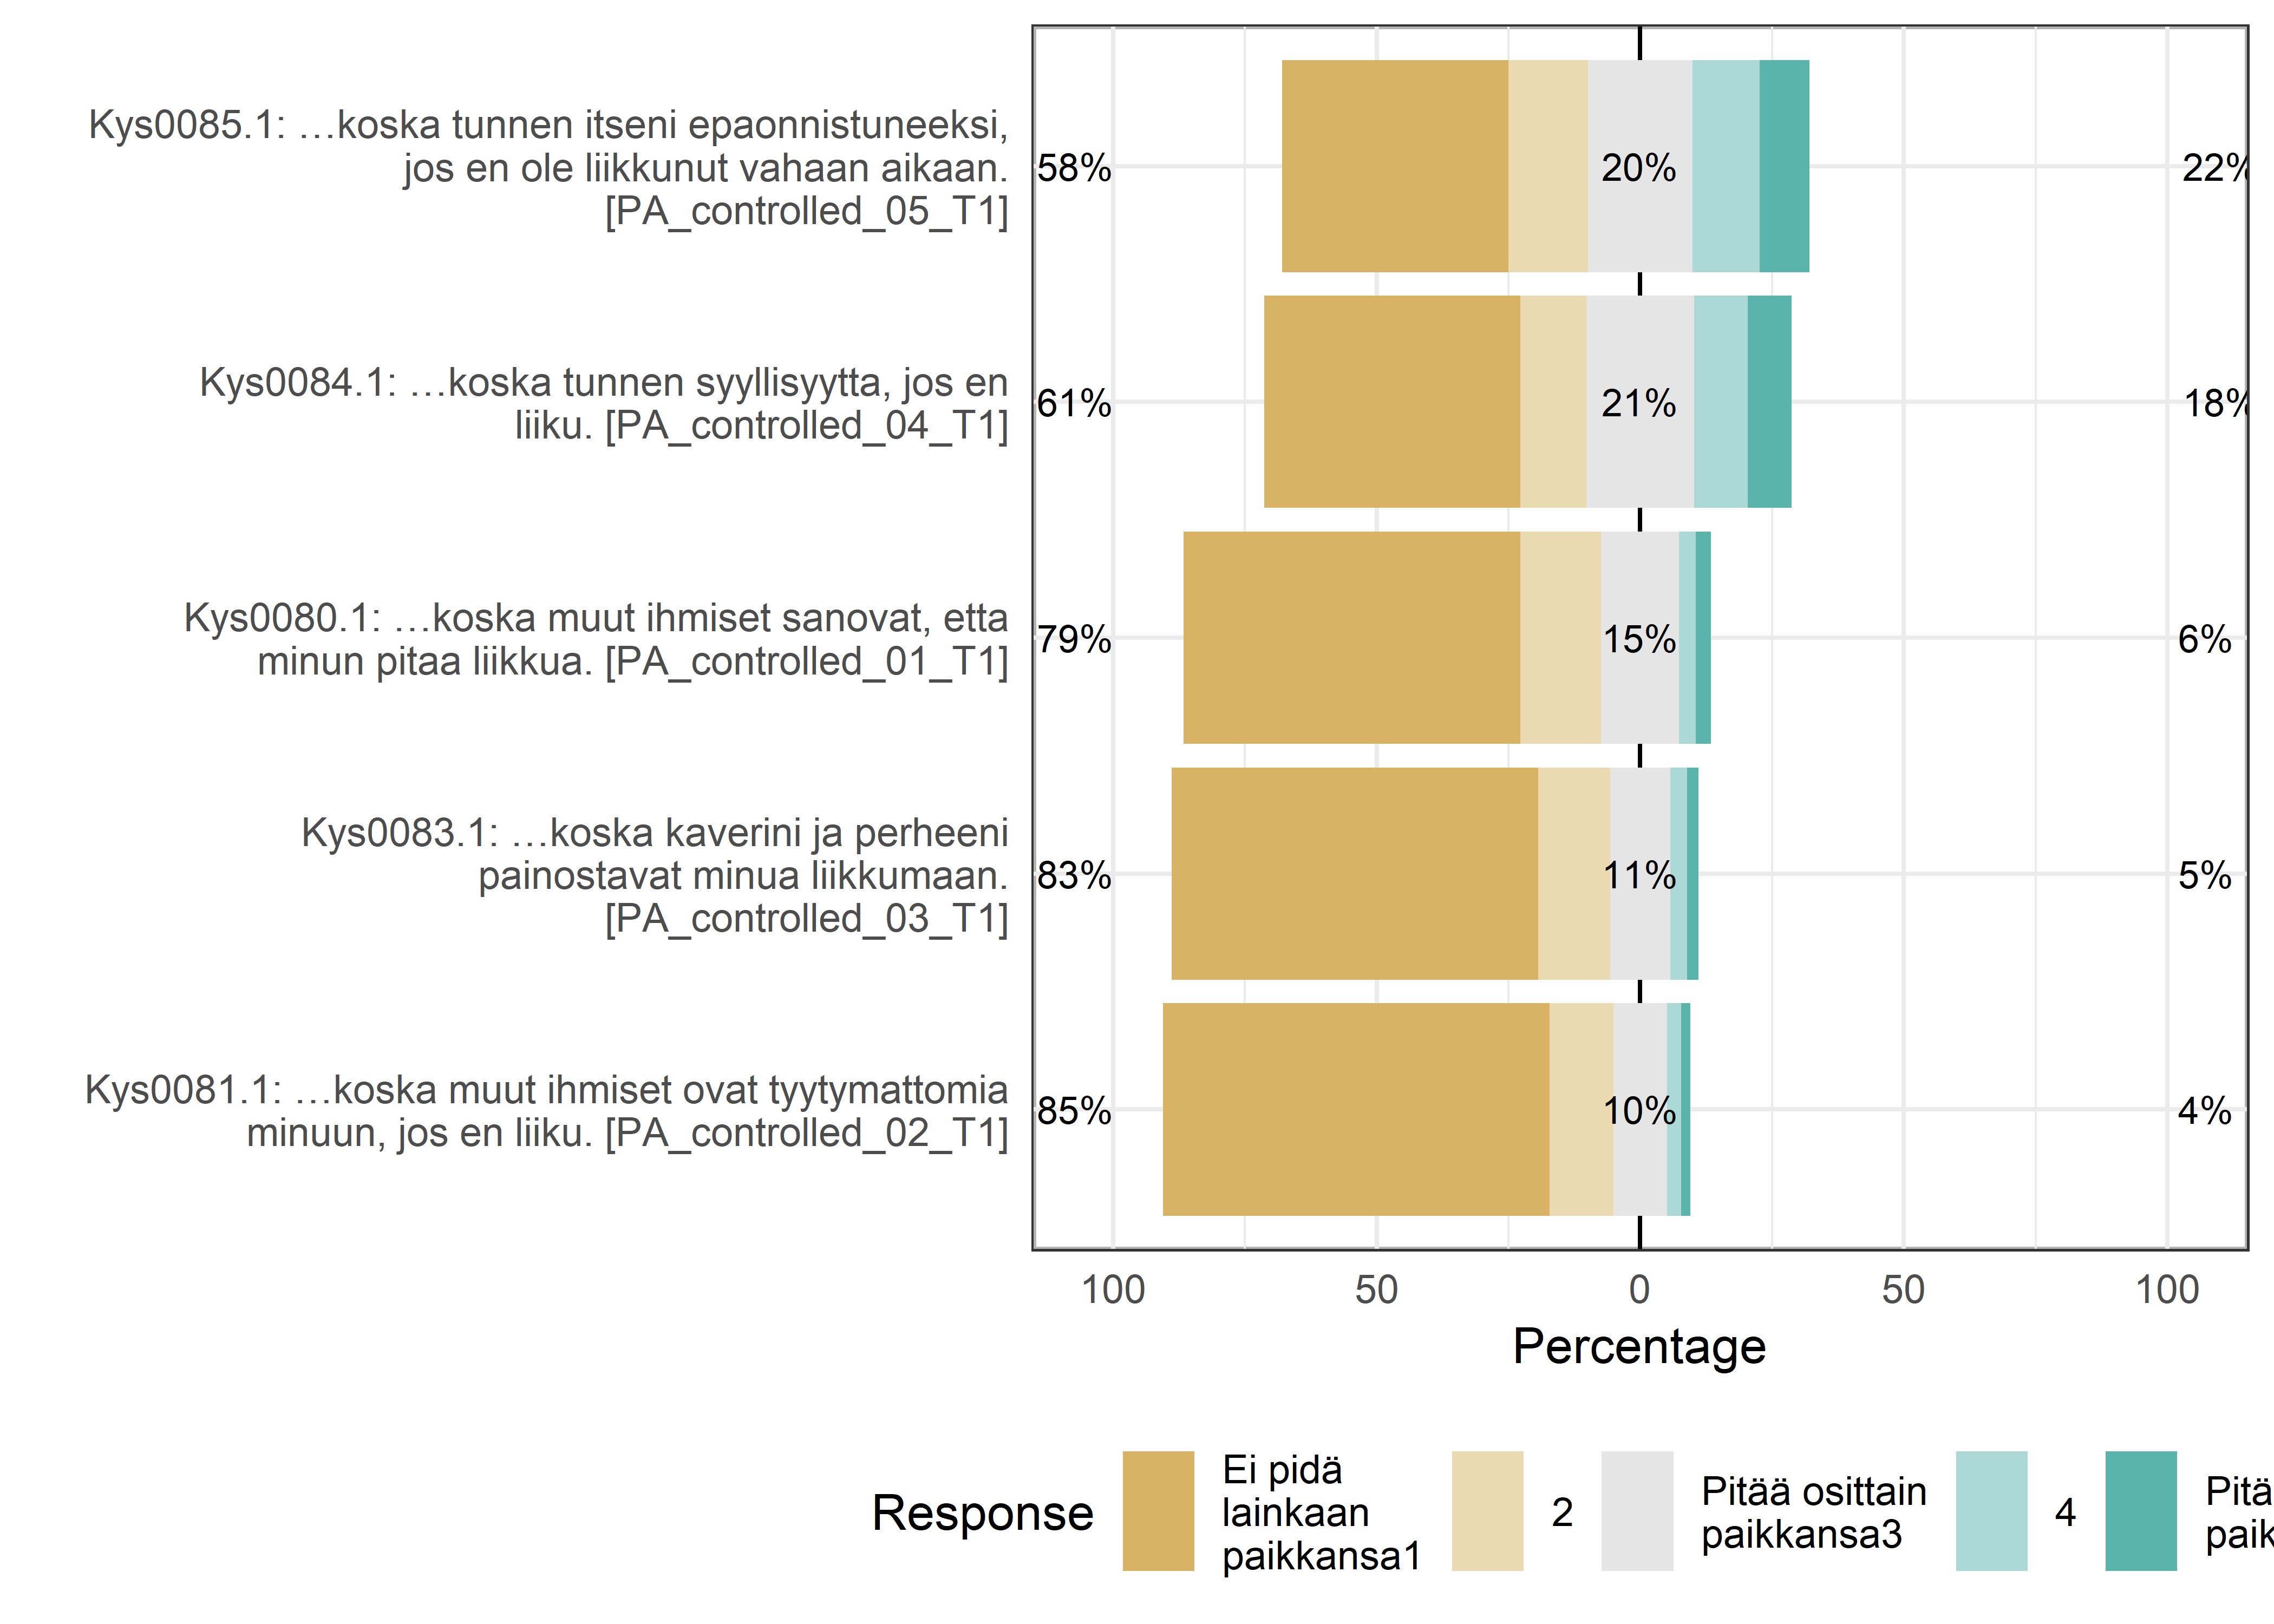 Kys0085.1: …koska tunnen itseni epaonnistuneeksi,
jos en ole liikkunut vahaan aikaan.
[PA_controlled_05_T1]
58%
20%
22%
Kys0084.1: …koska tunnen syyllisyytta, jos en
liiku. [PA_controlled_04_T1]
61%
21%
18%
Kys0080.1: …koska muut ihmiset sanovat, etta
minun pitaa liikkua. [PA_controlled_01_T1]
79%
15%
6%
Kys0083.1: …koska kaverini ja perheeni
painostavat minua liikkumaan.
[PA_controlled_03_T1]
83%
11%
5%
Kys0081.1: …koska muut ihmiset ovat tyytymattomia
minuun, jos en liiku. [PA_controlled_02_T1]
85%
10%
4%
100 50 0 50 100
Percentage
Response
Ei pidä
lainkaan
paikkansa1
2
Pitää osittain
paikkansa3
4